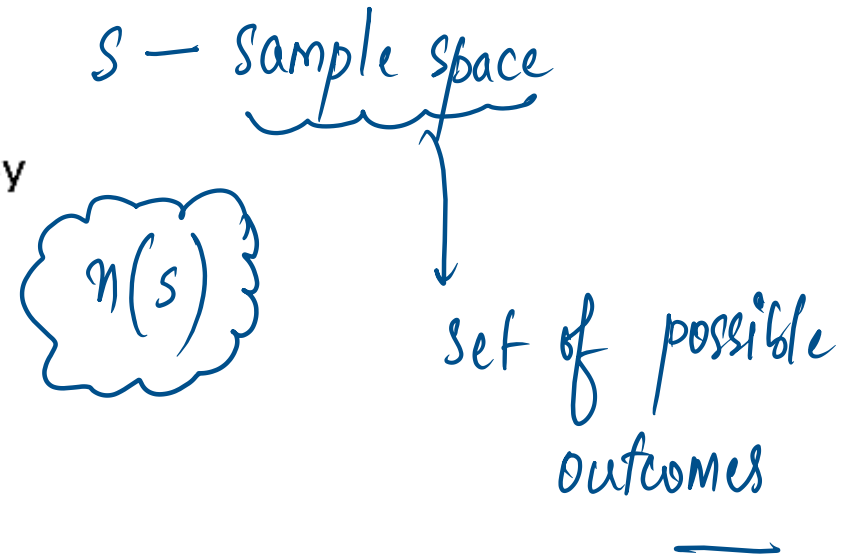 S – Sample space
y
n(s)
set of possible
outcomes